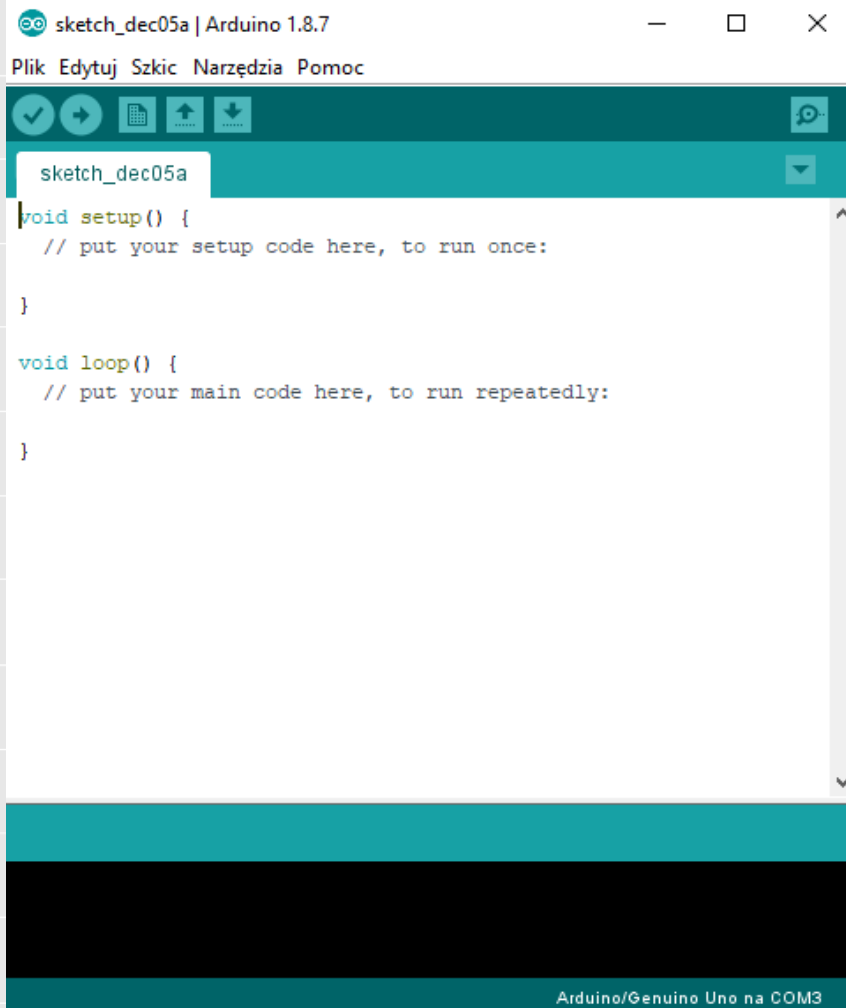 sketch_dec05a | Arduino 1.8.7
Plik Edytuj Szkic Narzędzia Pomoc
sketch_dec05a
void setup() {
  // put your setup code here, to run once:
}
void loop() {
  // put your main code here, to run repeatedly:
}
Arduino/Genuino Uno na COM3